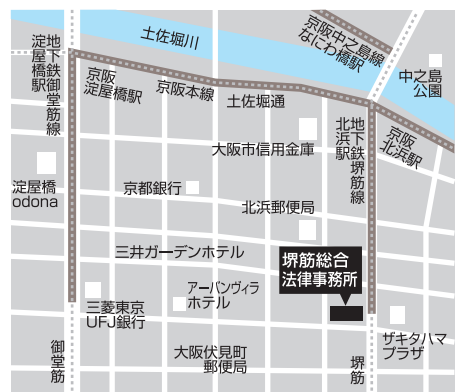 土佐堀川
京阪中之島線
なにわ橋駅
中之島
公園
地下鉄御堂筋線
淀屋橋駅
京阪
淀屋橋駅
京阪本線
土佐堀通
地下鉄堺筋線
北浜駅
京阪
北浜駅
大阪市信用金庫
淀屋橋
odona
京都銀行
北浜郵便局
三井ガーデンホテル
堺筋総合
法律事務所
アーバンヴィラ
ホテル
三菱東京
UFJ銀行
ザキタハマ
プラザ
御堂筋
大阪伏見町
郵便局
堺筋